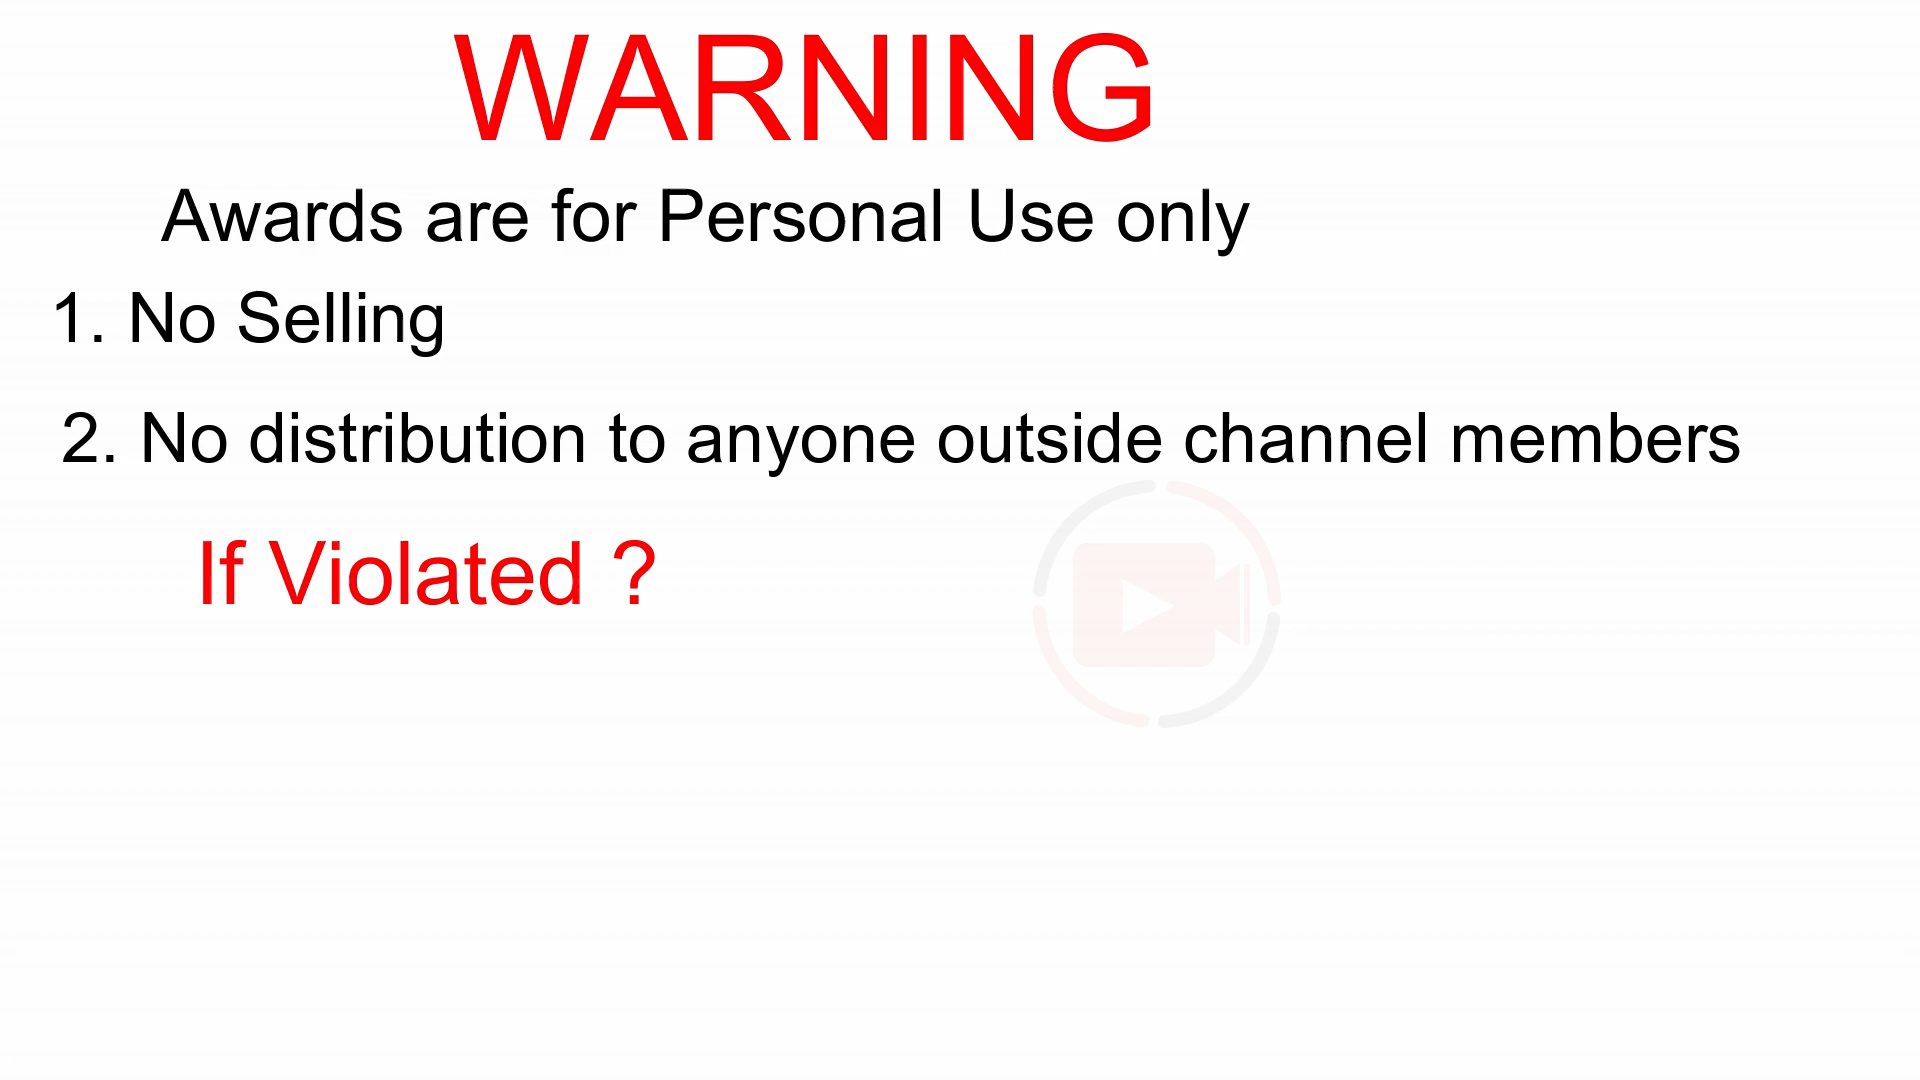 WARNING
Awards are for Personal Use only
1. No Selling
2. No distribution to anyone outside channel members
If Violated ?